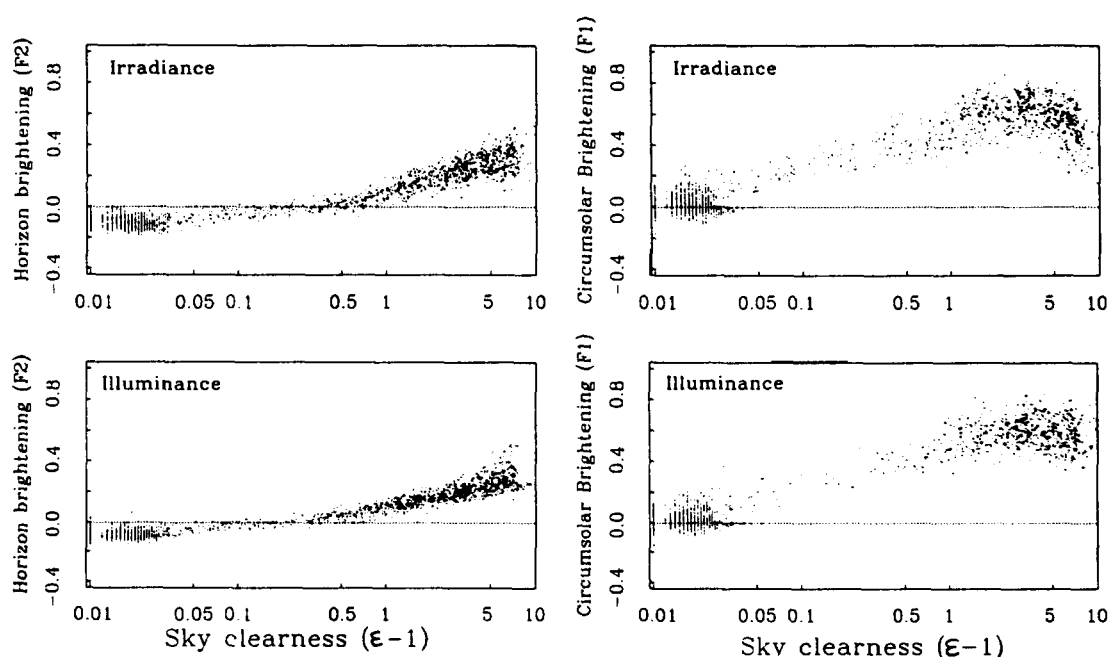 Horizon brightening (F2)
0.8
0.4
0.0
-0.4
Irradiance
0.01 0.05 0.1 0.5 1 5 10
Circumsolar Brightening (F1)
0.8
0.4
0.0
-0.4
Irradiance
0.01 0.05 0.1 0.5 1 5 10
Horizon brightening (F2)
0.8
0.4
0.0
-0.4
Illuminance
0.01 0.05 0.1 0.5 1 5 10
Sky clearness (ε-1)
Circumsolar Brightening (F1)
0.8
0.4
0.0
-0.4
Illuminance
0.01 0.05 0.1 0.5 1 5 10
Sky clearness (ε-1)